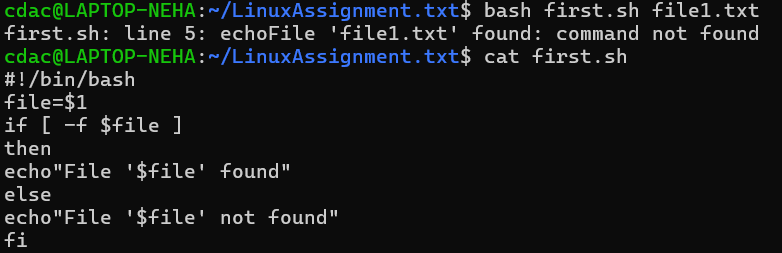 cdac@LAPTOP-NEHA:~/LinuxAssignment.txt$ bash first.sh file1.txt
first.sh: line 5: echoFile 'file1.txt' found: command not found
cdac@LAPTOP-NEHA:~/LinuxAssignment.txt$ cat first.sh
#!/bin/bash
file=$1
if [ -f $file ]
then
echo"File '$file' found"
else
echo"File '$file' not found"
fi